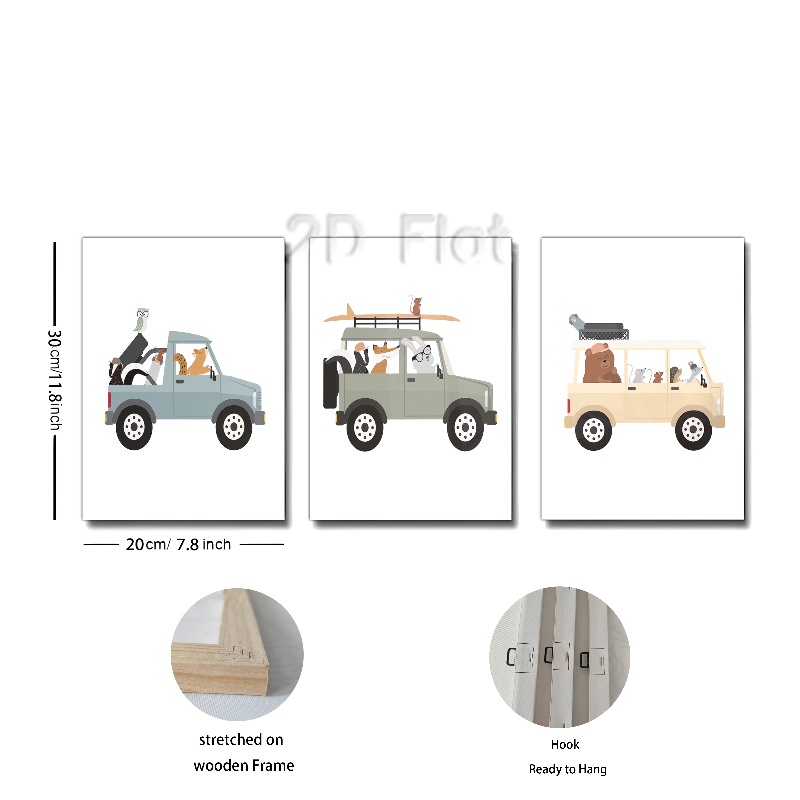 2D Flat
30cm/11.8inch
20cm/ 7.8 inch
stretched on
wooden Frame
Hook
Ready to Hang